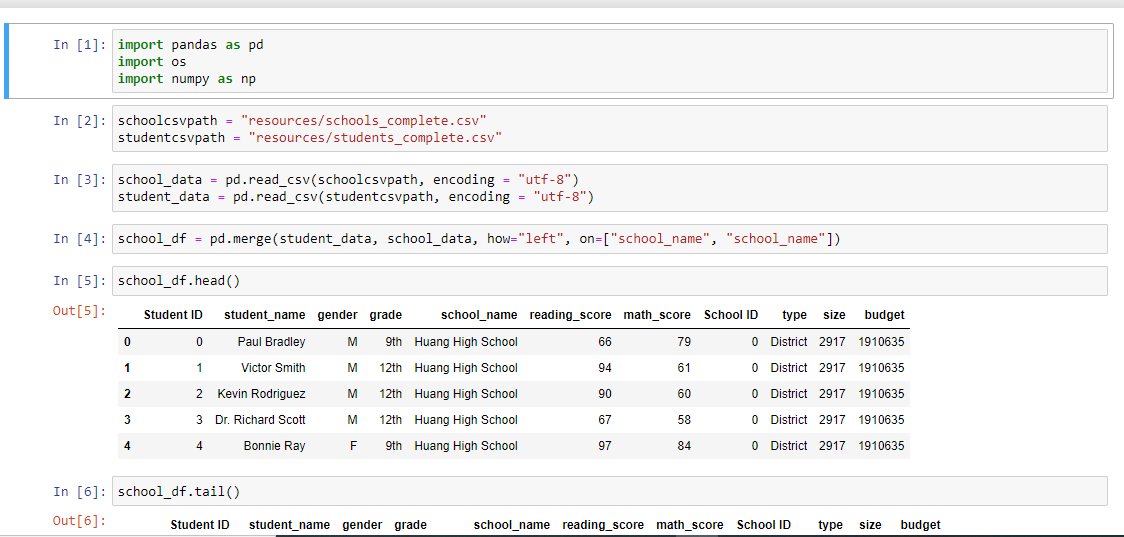 In [1]: import pandas as pd
import os
import numpy as np
In [2]: schoolcsvpath = "resources/schools_complete.csv"
studentcsvpath = "resources/students_complete.csv"
In [3]: school_data = pd.read_csv(schoolcsvpath, encoding = "utf-8")
student_data = pd.read_csv(studentcsvpath, encoding = "utf-8")
In [4]: school_df = pd.merge(student_data, school_data, how="left", on=["school_name", "school_name"])
In [5]: school_df.head()
Out[5]:
Student ID student_name gender grade school_name reading_score math_score School ID type size budget
0 0 Paul Bradley M 9th Huang High School 66 79 0 District 2917 1910635
1 1 Victor Smith M 12th Huang High School 94 61 0 District 2917 1910635
2 2 Kevin Rodriguez M 12th Huang High School 90 60 0 District 2917 1910635
3 3 Dr. Richard Scott M 12th Huang High School 67 58 0 District 2917 1910635
4 4 Bonnie Ray F 9th Huang High School 97 84 0 District 2917 1910635
In [6]: school_df.tail()
Out[6]:
Student ID student_name gender grade school_name reading_score math_score School ID type size budget